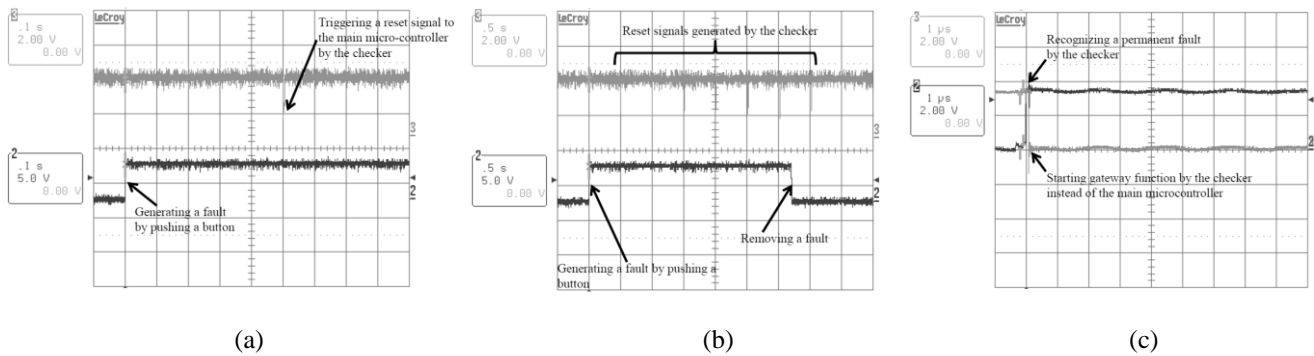 3
.1 s
2.00 V
0.00 V
2
.1 s
5.0 V
0.00 V
LeCroy
Triggering a reset signal to
the main micro-controller
by the checker
Generating a fault
by pushing a button
3
2
(a)
3
.5 s
2.00 V
0.00 V
2
.5 s
5.0 V
0.00 V
LeCroy
Reset signals generated by the checker
Generating a fault by pushing a
button
Removing a fault
3
2
(b)
3
1 µs
2.00 V
0.00 V
2
1 µs
2.00 V
0.00 V
LeCroy
Recognizing a permanent fault
by the checker
Starting gateway function by the checker
instead of the main microcontroller
(c)